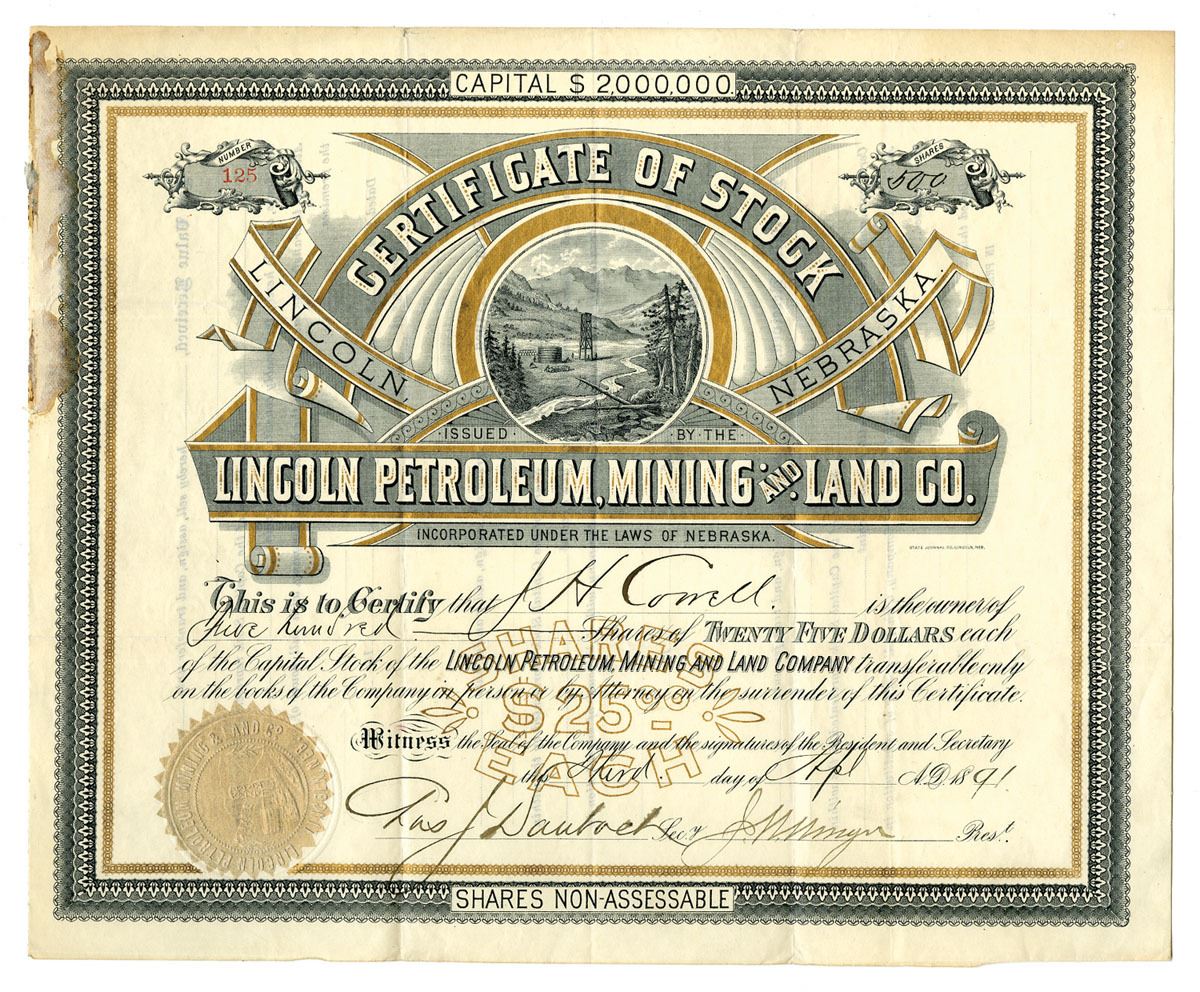 CAPITAL $ 2,000,000.
NUMBER
125
SHARES
500
CERTIFICATE OF STOCK
LINCOLN,
NEBRASKA.
ISSUED BY THE
LINCOLN PETROLEUM, MINING AND LAND CO.
INCORPORATED UNDER THE LAWS OF NEBRASKA.
STATE JOURNAL CO. LINCOLN, NEB.
This is to Certify that J H Cowell. is the owner of
five hundred Shares of TWENTY FIVE DOLLARS each
of the Capital Stock of the LINCOLN PETROLEUM, MINING AND LAND COMPANY transferable only
on the books of the Company in person or by Attorney on the surrender of this Certificate.
SHARES
$25.00
EACH
Witness the Seal of the Company and the signatures of the President and Secretary
this Third day of Apl A.D. 1891
Sec'y Prest.
SHARES NON-ASSESSABLE